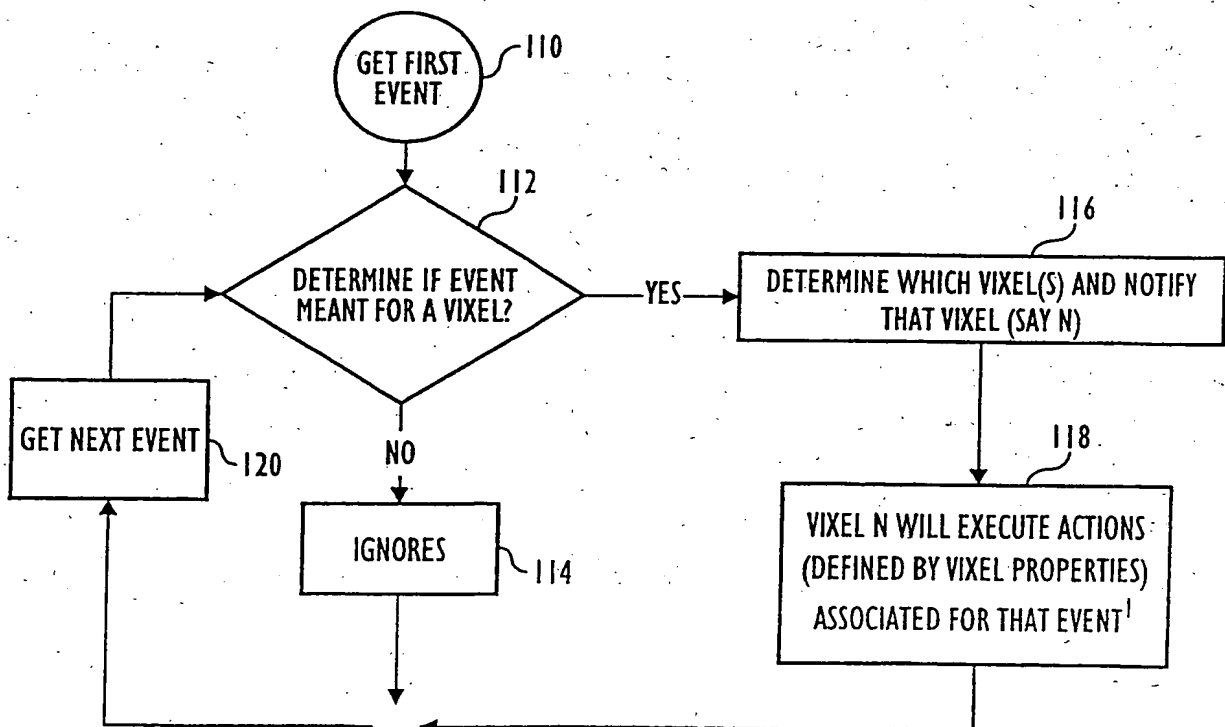 GET FIRST
EVENT
110
112
DETERMINE IF EVENT
MEANT FOR A VIXEL?
YES
116
DETERMINE WHICH VIXEL(S) AND NOTIFY
THAT VIXEL (SAY N)
GET NEXT EVENT
120
NO
IGNORES
114
118
VIXEL N WILL EXECUTE ACTIONS
(DEFINED BY VIXEL PROPERTIES)
ASSOCIATED FOR THAT EVENT¹